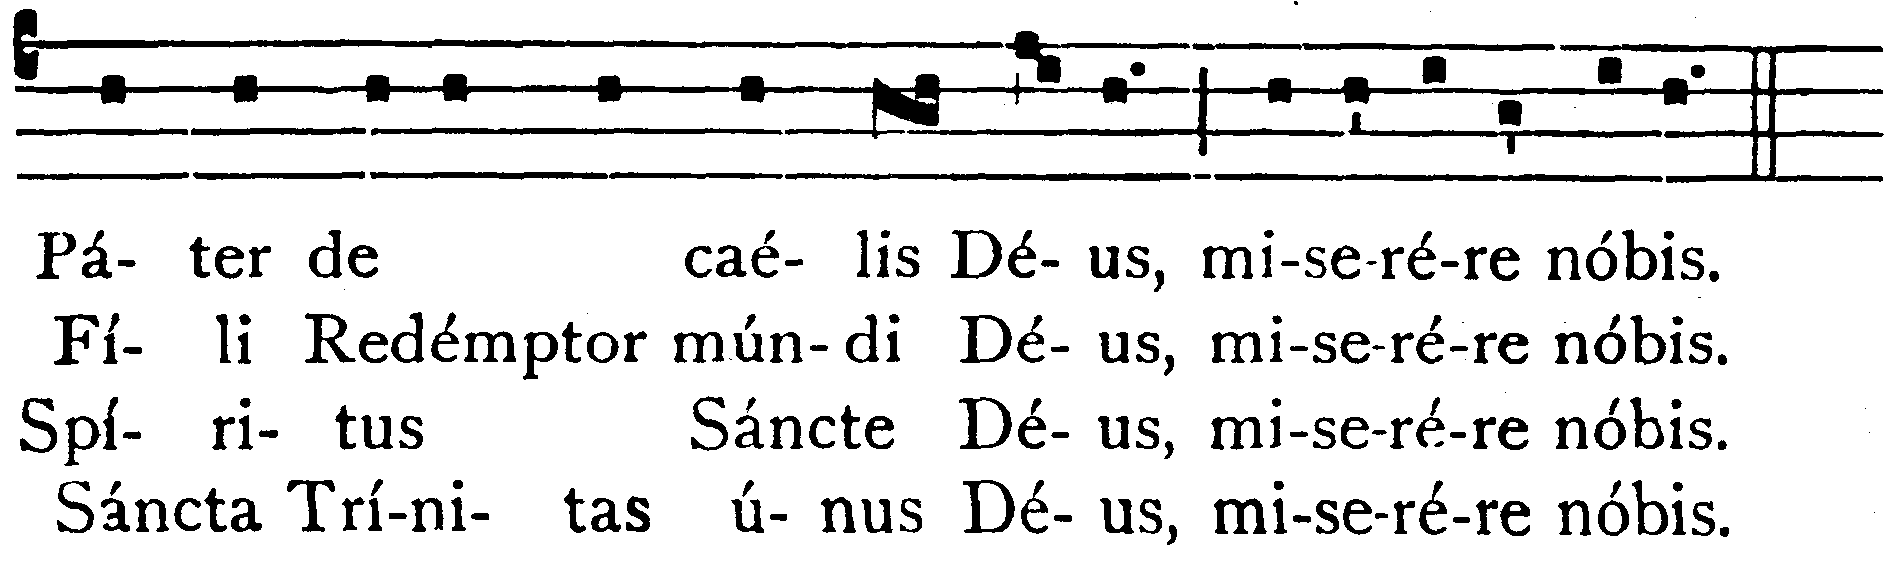 Pá- ter de caé- lis Dé- us, mi-se-ré-re nóbis.
Fí- li Redémptor mún- di Dé- us, mi-se-ré-re nóbis.
Spí- ri- tus Sáncte Dé- us, mi-se-ré-re nóbis.
Sáncta Trí-ni- tas ú- nus Dé- us, mi-se-ré-re nóbis.